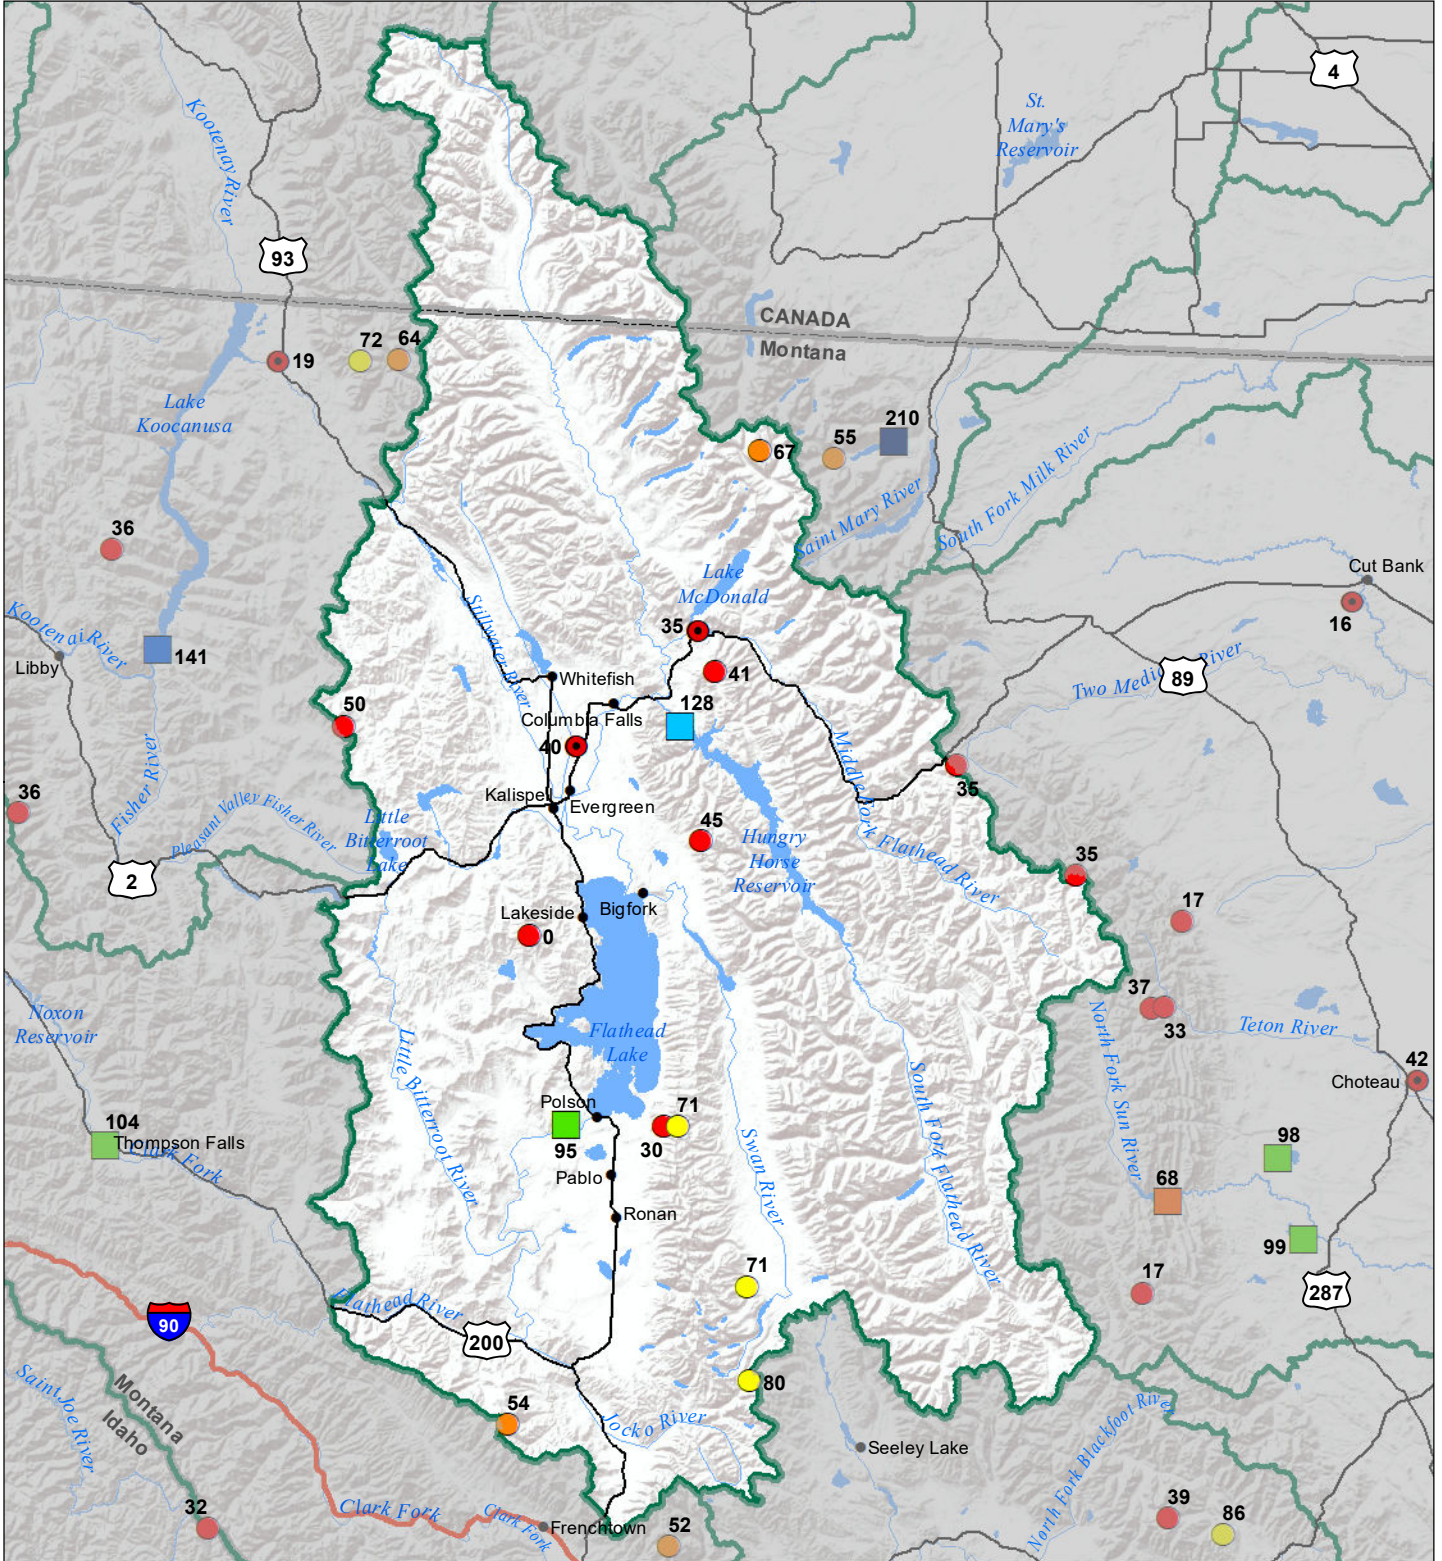 4
St.
Mary's
Reservoir
Kootenay River
93
CANADA
Montana
72
64
19
Lake
Koocanusa
67
55
210
Saint Mary River
South Fork Milk River
36
Cut Bank
16
Lake
McDonald
Kootenai River
Libby
141
Stillwater River
35
41
Whitefish
128
Columbia Falls
40
Two Medicine River
89
50
Fisher River
Pleasant Valley Fisher River
36
2
Kalispell
Evergreen
Little
Bitterroot
Lake
45
Hungry
Horse
Reservoir
Middle Fork Flathead River
35
35
17
Lakeside
Bigfork
0
Noxon
Reservoir
Flathead
Lake
37
33
Teton River
North Fork Sun River
42
Choteau
Little Bitterroot River
South Fork Flathead River
Polson
95
30
71
Swan River
104
Thompson Falls
Clark Fork
98
68
99
Pablo
Ronan
71
17
287
Flathead River
200
90
80
54
Jocko River
Montana
Idaho
Saint Joe River
Seeley Lake
North Fork Blackfoot River
32
Clark Fork
Clark Fork
Frenchtown
52
39
86